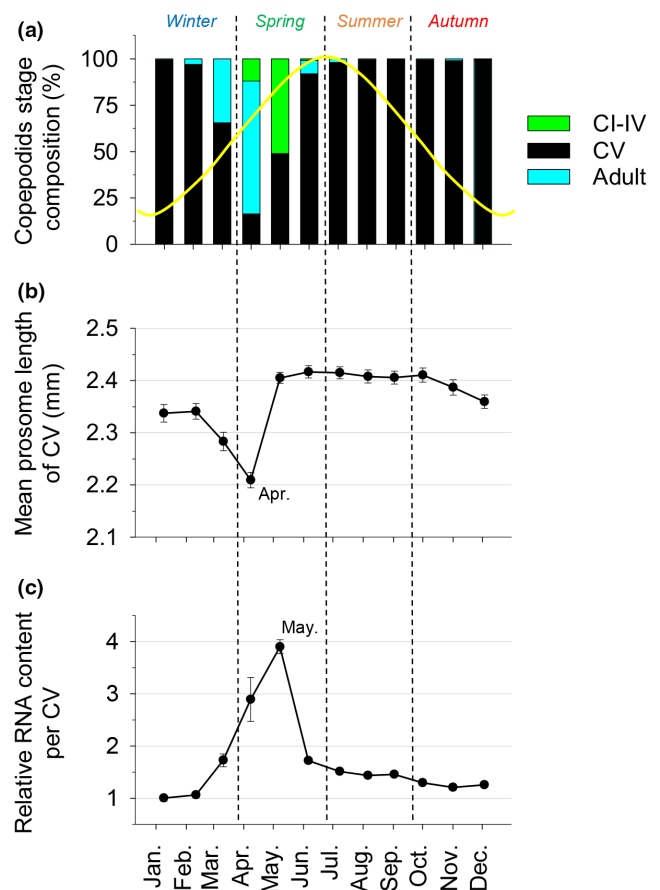 Winter Spring Summer Autumn
(a)
Copepodids stage
composition (%)
100
75
50
25
0
CI-IV
CV
Adult
(b)
Mean prosome length
of CV (mm)
2.5
2.4
2.3
2.2
2.1
Apr.
(c)
Relative RNA content
per CV
4
3
2
1
May.
Jan. Feb. Mar. Apr. May. Jun. Jul. Aug. Sep. Oct. Nov. Dec.